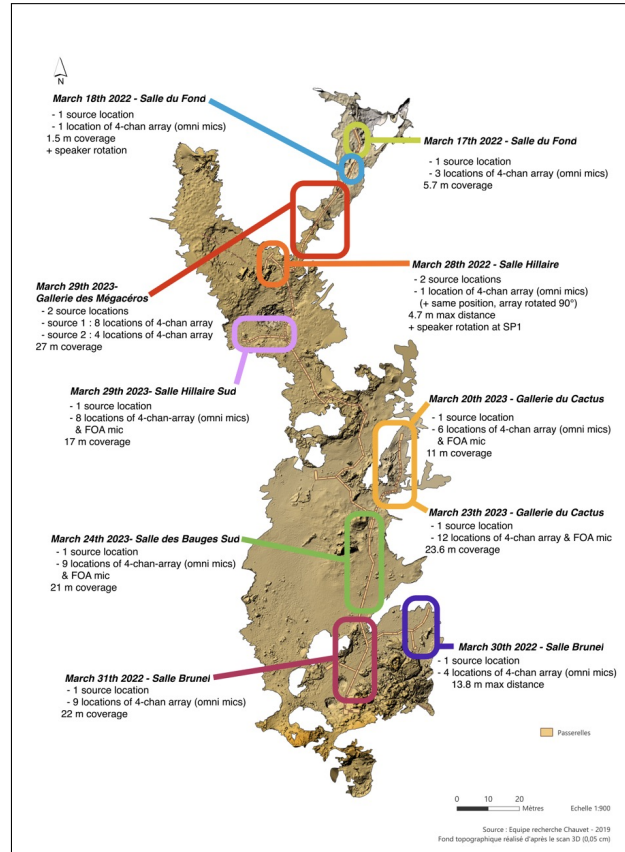 N
March 18th 2022 - Salle du Fond
- 1 source location
- 1 location of 4-chan array (omni mics)
1.5 m coverage
+ speaker rotation
March 17th 2022 - Salle du Fond
- 1 source location
- 3 locations of 4-chan array (omni mics)
5.7 m coverage
March 28th 2022 - Salle Hillaire
- 2 source locations
- 1 location of 4-chan array (omni mics)
(+ same position, array rotated 90°)
4.7 m max distance
+ speaker rotation at SP1
March 29th 2023-
Gallerie des Mégacéros
- 2 source locations
- source 1 : 8 locations of 4-chan array
- source 2 : 4 locations of 4-chan array
27 m coverage
March 29th 2023- Salle Hillaire Sud
- 1 source location
- 8 locations of 4-chan-array (omni mics)
& FOA mic
17 m coverage
March 20th 2023 - Gallerie du Cactus
- 1 source location
- 6 locations of 4-chan array (omni mics)
& FOA mic
11 m coverage
March 23th 2023 - Gallerie du Cactus
- 1 source location
- 12 locations of 4-chan array & FOA mic
23.6 m coverage
March 24th 2023- Salle des Bauges Sud
- 1 source location
- 9 locations of 4-chan-array (omni mics)
& FOA mic
21 m coverage
March 30th 2022 - Salle Brunel
- 1 source location
- 4 locations of 4-chan array (omni mics)
13.8 m max distance
March 31th 2022 - Salle Brunel
- 1 source location
- 9 locations of 4-chan array (omni mics)
22 m coverage
Passerelles
0 10 20
Mètres Echelle 1:900
Source : Equipe recherche Chauvet - 2019
Fond topographique réalisé d'après le scan 3D (0,05 cm)